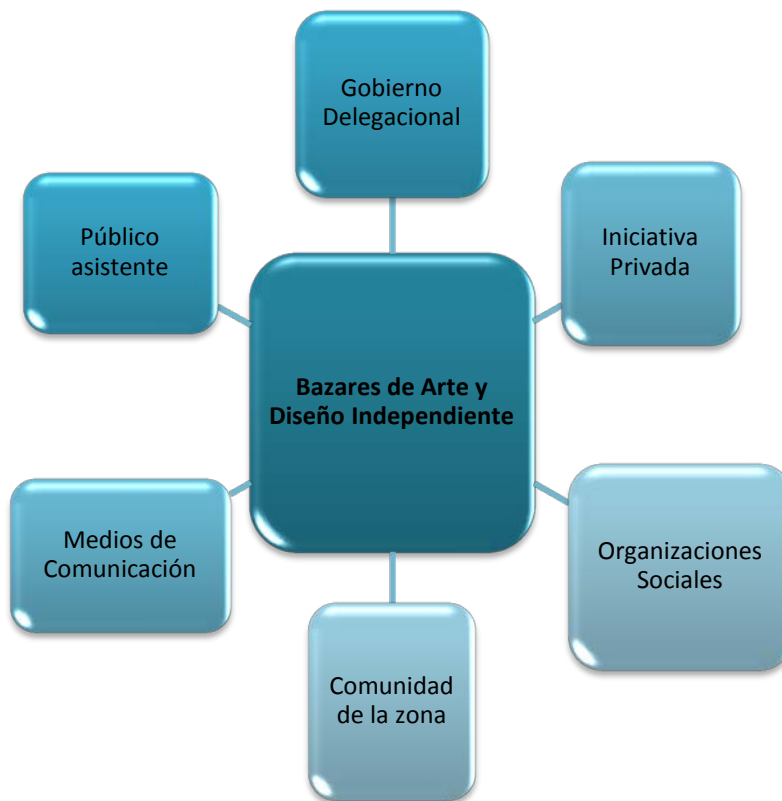 Gobierno
Delegacional
Público
asistente
Iniciativa
Privada
Bazares de Arte y
Diseño Independiente
Medios de
Comunicación
Organizaciones
Sociales
Comunidad
de la zona